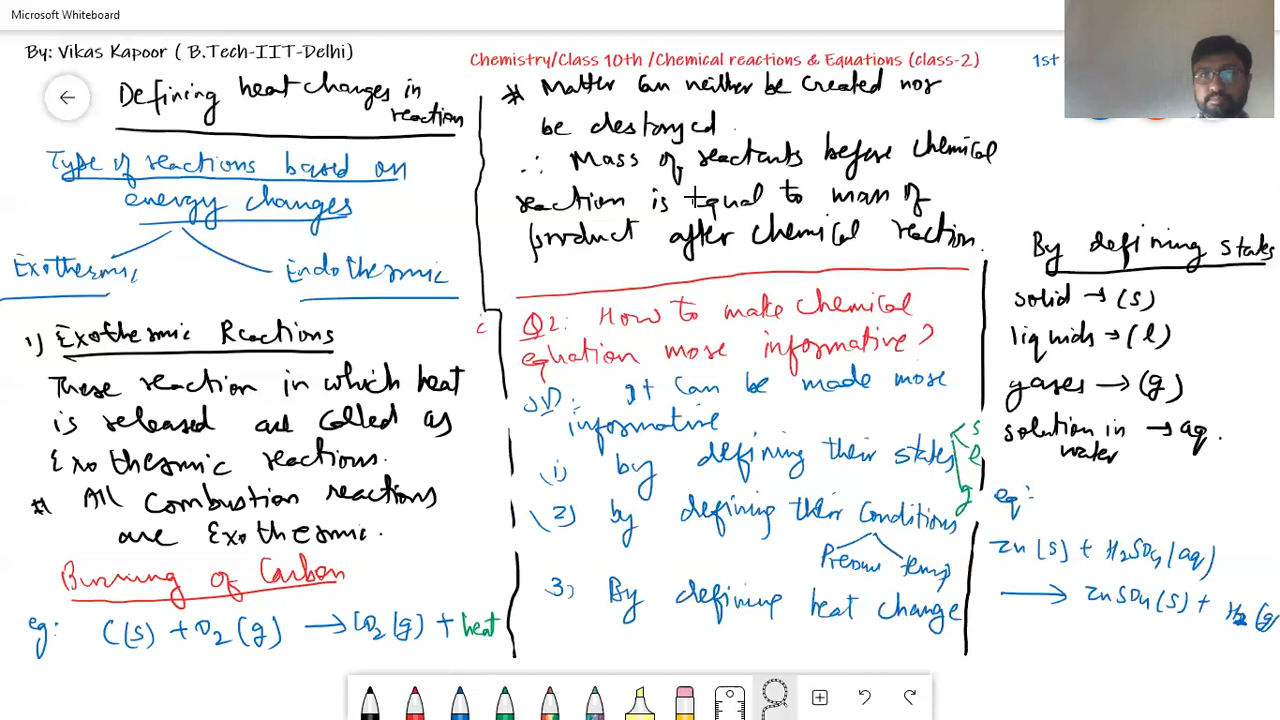 Microsoft Whiteboard
By: Vikas Kapoor ( B.Tech-IIT-Delhi)
Chemistry/Class 10th /Chemical reactions & Equations (class-2)
1st
Defining heat changes in
reaction
Type of reactions based on
energy changes
Exothermic
Endothermic
1) Exothermic Reactions
These reaction in which heat
is released are called as
Exothermic reactions.
* All Combustion reactions
are Exothermic.
Burning of Carbon
eg: C(s) + O2(g) → CO2(g) + heat
* Matter can neither be created nor
be destoryed.
∴ Mass of reactants before chemical
reaction is Equal to mass of
product after chemical reaction.
Q2: How to make chemical
equation more informative?
It can be made more
informative
(1) by defining their states
s
l
g
(2) by defining their Conditions
Pressure temp
3) By defining heat change
By defining states
solid → (s)
liquids → (l)
gases → (g)
solution in → aq.
water
eq:
Zn(s) + H2SO4(aq)
→ ZnSO4(s) + H2(g)